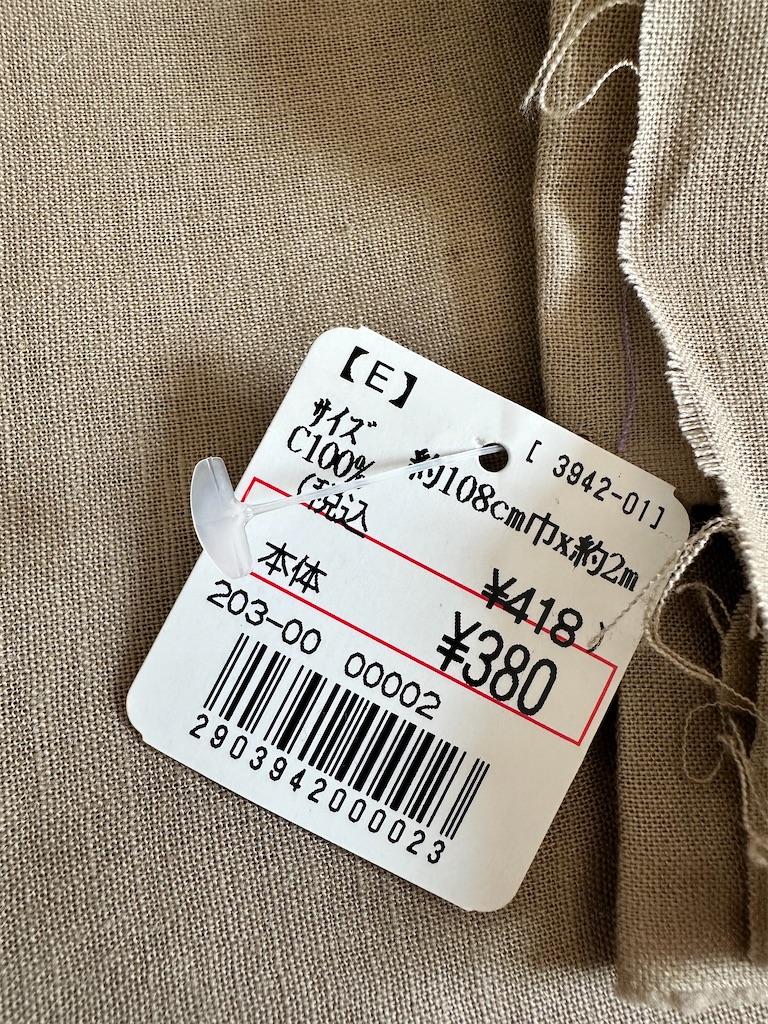 【E】
[ 3942-01]
サイズ 約108cm巾x約2m
C100%
(税込 ¥418)
本体 ¥380
203-00 00002
2903942000023